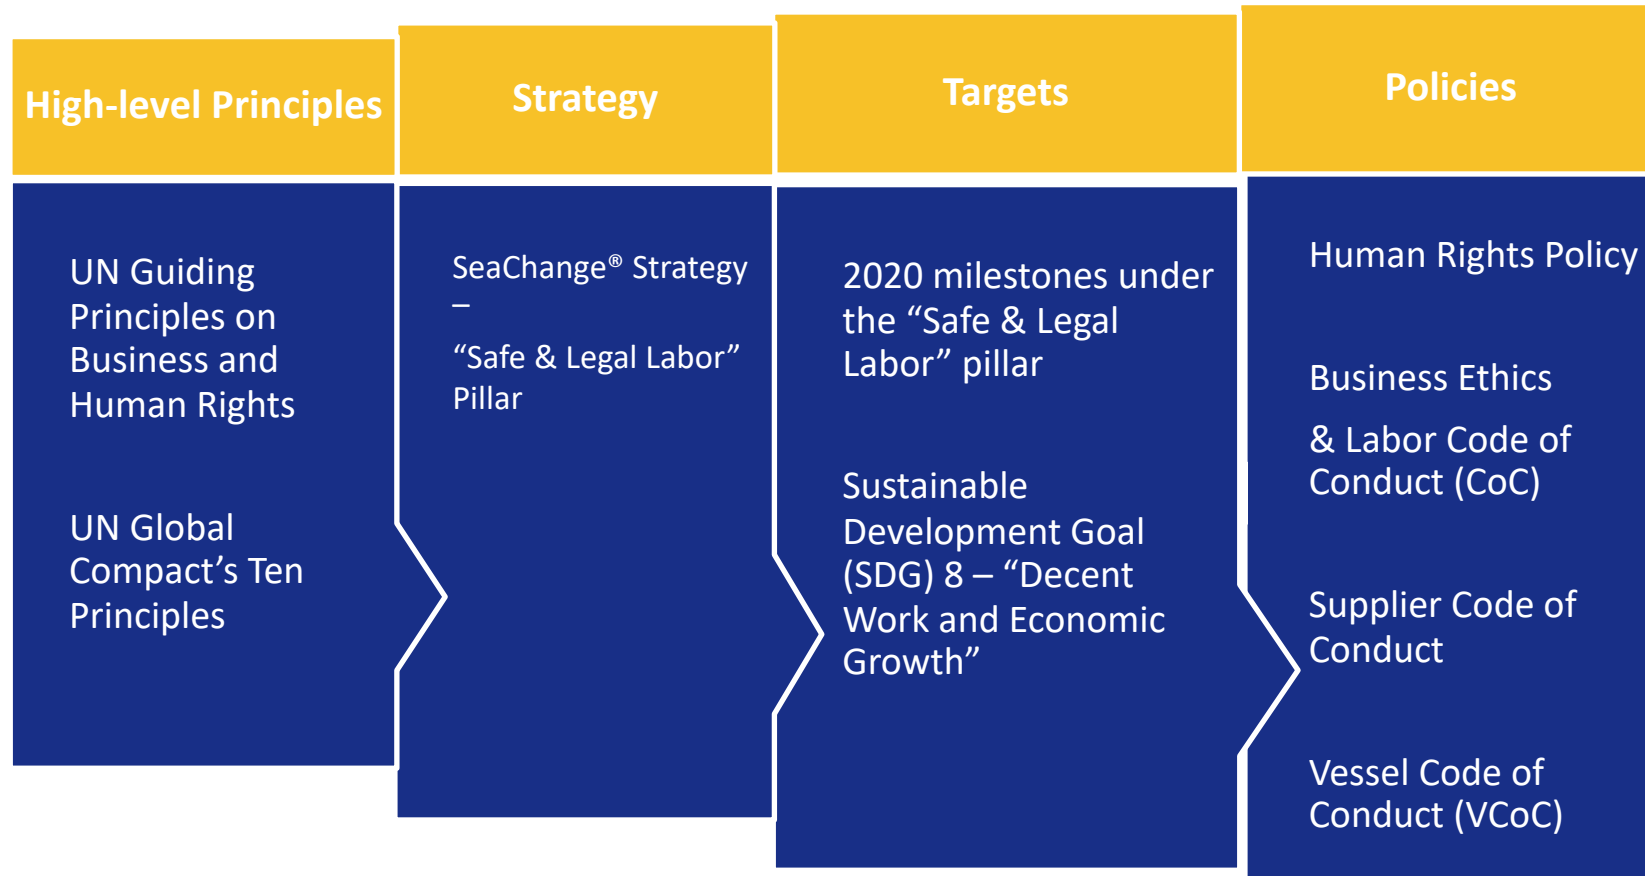 High-level Principles
Strategy
Targets
Policies
UN Guiding
Principles on
Business and
Human Rights
UN Global
Compact’s Ten
Principles
SeaChange® Strategy
–
“Safe & Legal Labor”
Pillar
2020 milestones under
the “Safe & Legal
Labor” pillar
Sustainable
Development Goal
(SDG) 8 – “Decent
Work and Economic
Growth”
Human Rights Policy
Business Ethics
& Labor Code of
Conduct (CoC)
Supplier Code of
Conduct
Vessel Code of
Conduct (VCoC)